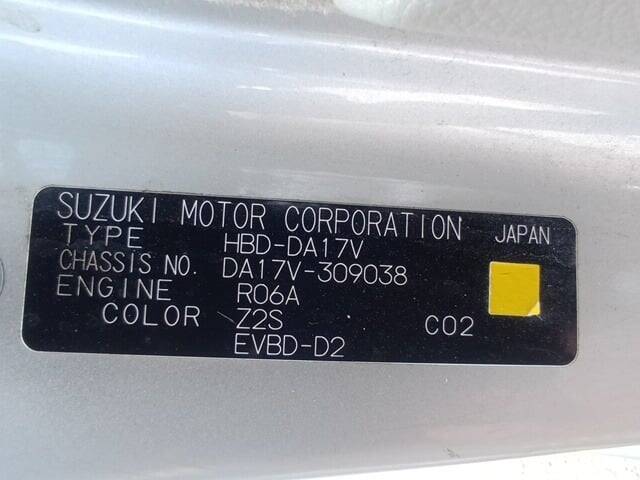 SUZUKI MOTOR CORPORATION JAPAN
TYPE HBD-DA17V
CHASSIS NO. DA17V-309038
ENGINE R06A
COLOR Z2S C02
EVBD-D2